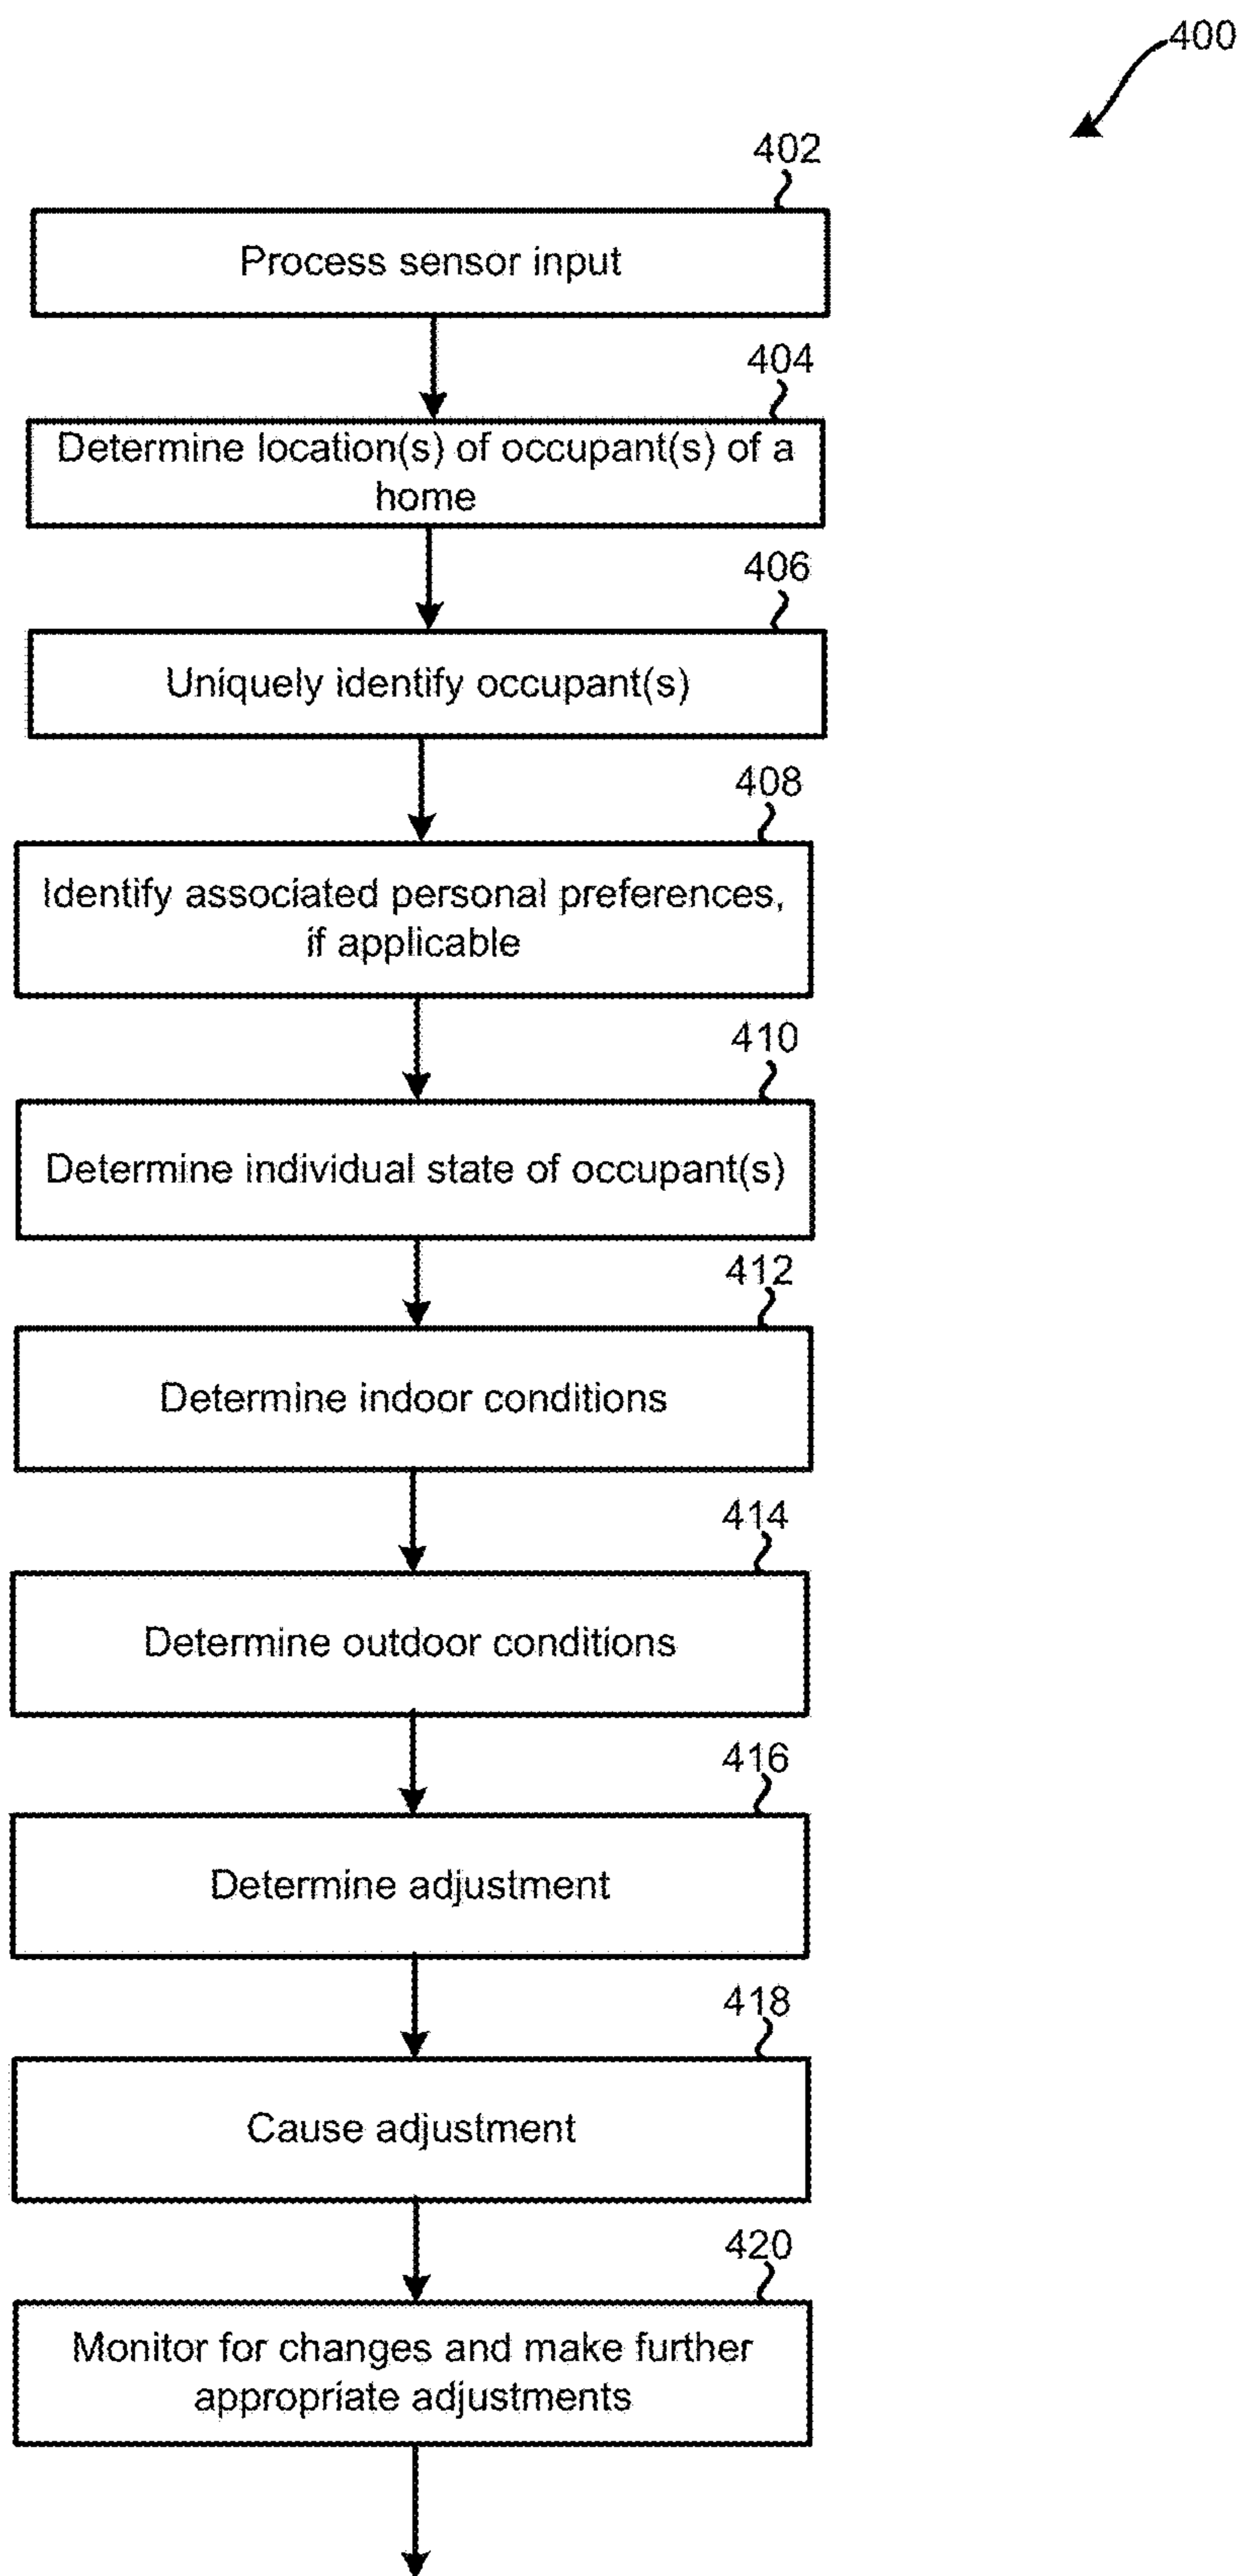 400
402
Process sensor input
404
Determine location(s) of occupant(s) of a
home
406
Uniquely identify occupant(s)
408
Identify associated personal preferences,
if applicable
410
Determine individual state of occupant(s)
412
Determine indoor conditions
414
Determine outdoor conditions
416
Determine adjustment
418
Cause adjustment
420
Monitor for changes and make further
appropriate adjustments